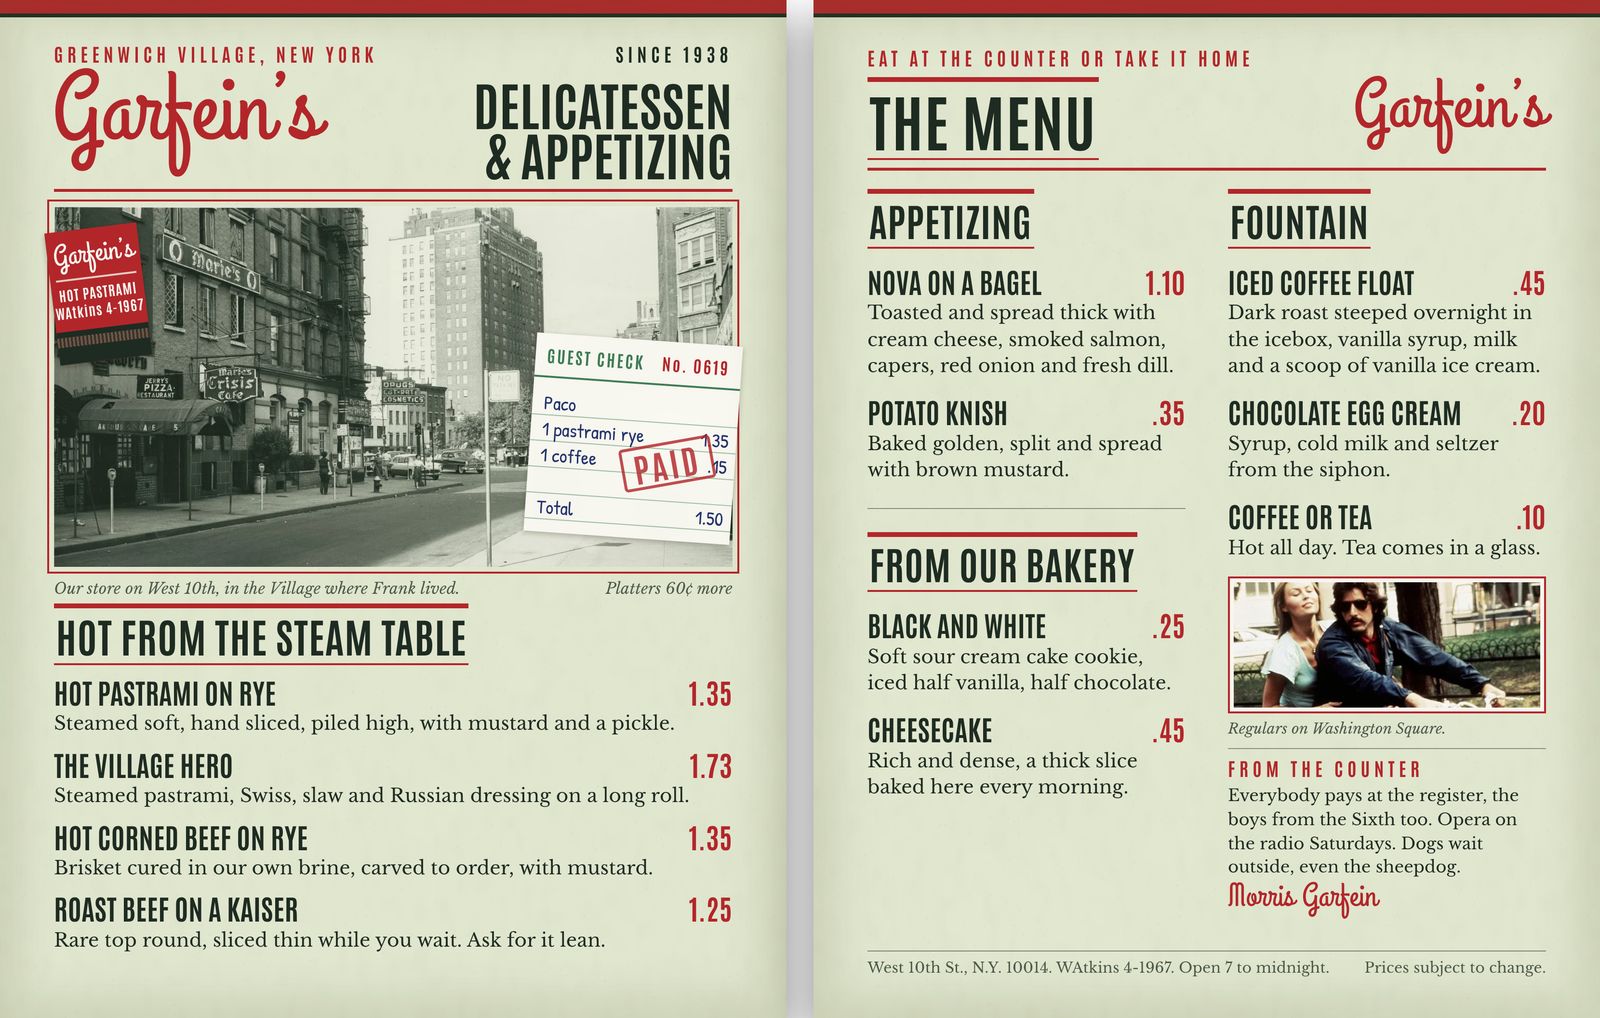 GREENWICH VILLAGE, NEW YORK
SINCE 1938
Garfein's
DELICATESSEN
& APPETIZING
Garfein's
HOT PASTRAMI
WAtkins 4-1967
Marie's
JERRY'S
PIZZA
RESTAURANT
Marie's
Crisis
Cafe
DRUGS
CUT-RATE
COSMETICS
NO
GUEST CHECK No. 0619
Paco
1 pastrami rye 1.35
1 coffee .15
PAID
Total 1.50
Our store on West 10th, in the Village where Frank lived.
Platters 60¢ more
HOT FROM THE STEAM TABLE
HOT PASTRAMI ON RYE 1.35
Steamed soft, hand sliced, piled high, with mustard and a pickle.
THE VILLAGE HERO 1.73
Steamed pastrami, Swiss, slaw and Russian dressing on a long roll.
HOT CORNED BEEF ON RYE 1.35
Brisket cured in our own brine, carved to order, with mustard.
ROAST BEEF ON A KAISER 1.25
Rare top round, sliced thin while you wait. Ask for it lean.
EAT AT THE COUNTER OR TAKE IT HOME
THE MENU
Garfein's
APPETIZING
NOVA ON A BAGEL 1.10
Toasted and spread thick with
cream cheese, smoked salmon,
capers, red onion and fresh dill.
POTATO KNISH .35
Baked golden, split and spread
with brown mustard.
FROM OUR BAKERY
BLACK AND WHITE .25
Soft sour cream cake cookie,
iced half vanilla, half chocolate.
CHEESECAKE .45
Rich and dense, a thick slice
baked here every morning.
FOUNTAIN
ICED COFFEE FLOAT .45
Dark roast steeped overnight in
the icebox, vanilla syrup, milk
and a scoop of vanilla ice cream.
CHOCOLATE EGG CREAM .20
Syrup, cold milk and seltzer
from the siphon.
COFFEE OR TEA .10
Hot all day. Tea comes in a glass.
Regulars on Washington Square.
FROM THE COUNTER
Everybody pays at the register, the
boys from the Sixth too. Opera on
the radio Saturdays. Dogs wait
outside, even the sheepdog.
Morris Garfein
West 10th St., N.Y. 10014. WAtkins 4-1967. Open 7 to midnight.
Prices subject to change.